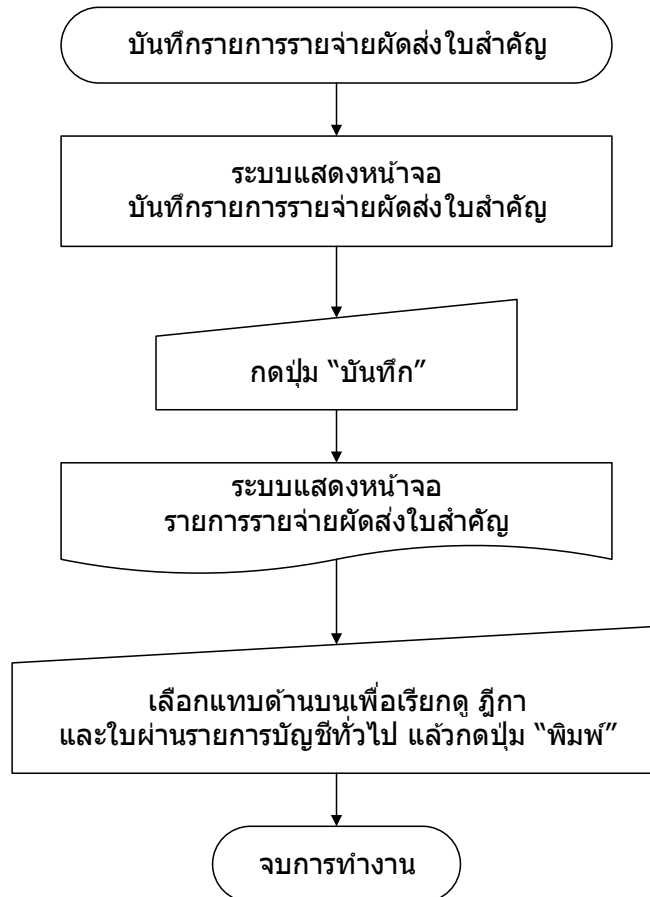 บันทึกรายการรายจ่ายผัดส่งใบสำคัญ
ระบบแสดงหน้าจอ
บันทึกรายการรายจ่ายผัดส่งใบสำคัญ
กดปุ่ม “บันทึก”
ระบบแสดงหน้าจอ
รายการรายจ่ายผัดส่งใบสำคัญ
เลือกแทบด้านบนเพื่อเรียกดู ฎีกา
และใบผ่านรายการบัญชีทั่วไป แล้วกดปุ่ม “พิมพ์”
จบการทำงาน